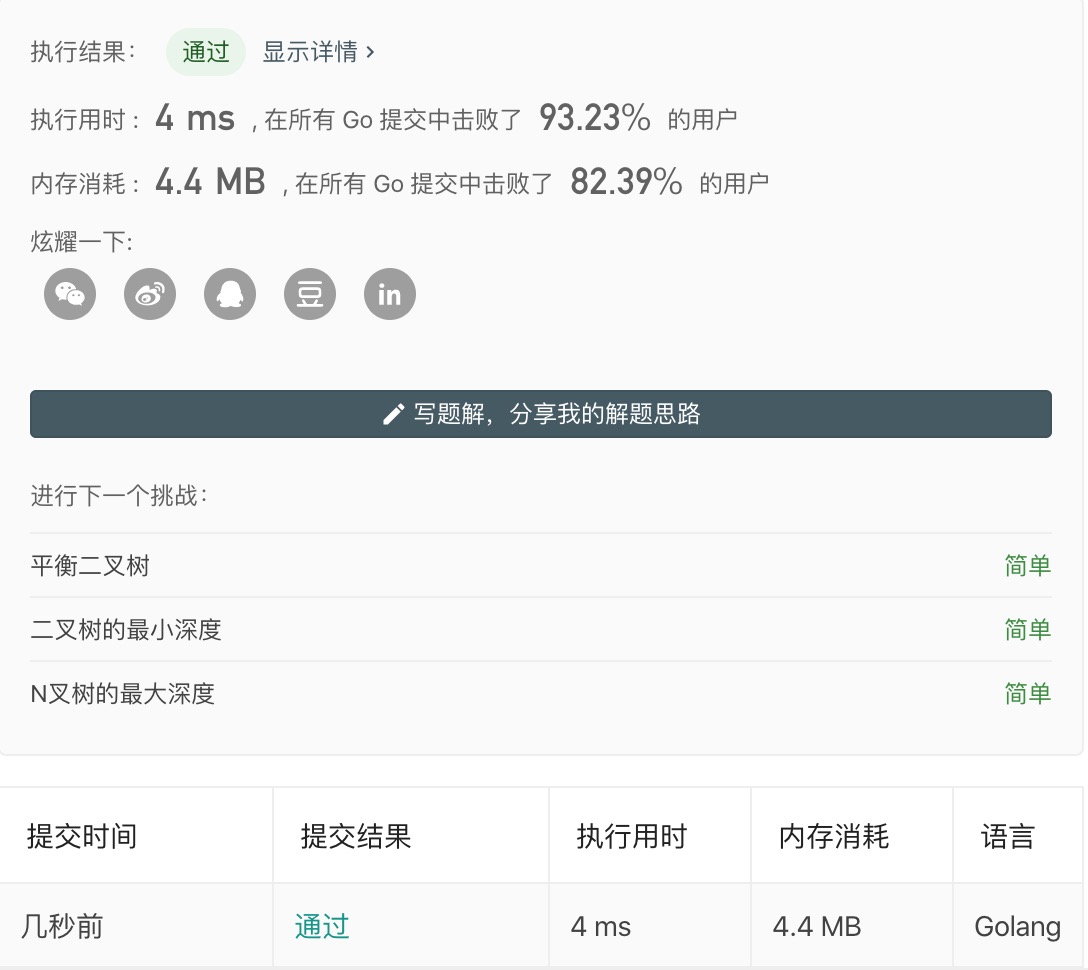 执行结果： 通过 显示详情 ›
执行用时 : 4 ms , 在所有 Go 提交中击败了 93.23% 的用户
内存消耗 : 4.4 MB , 在所有 Go 提交中击败了 82.39% 的用户
炫耀一下:
豆 in
写题解，分享我的解题思路
进行下一个挑战：
平衡二叉树 简单
二叉树的最小深度 简单
N叉树的最大深度 简单
提交时间 提交结果 执行用时 内存消耗 语言
几秒前 通过 4 ms 4.4 MB Golang